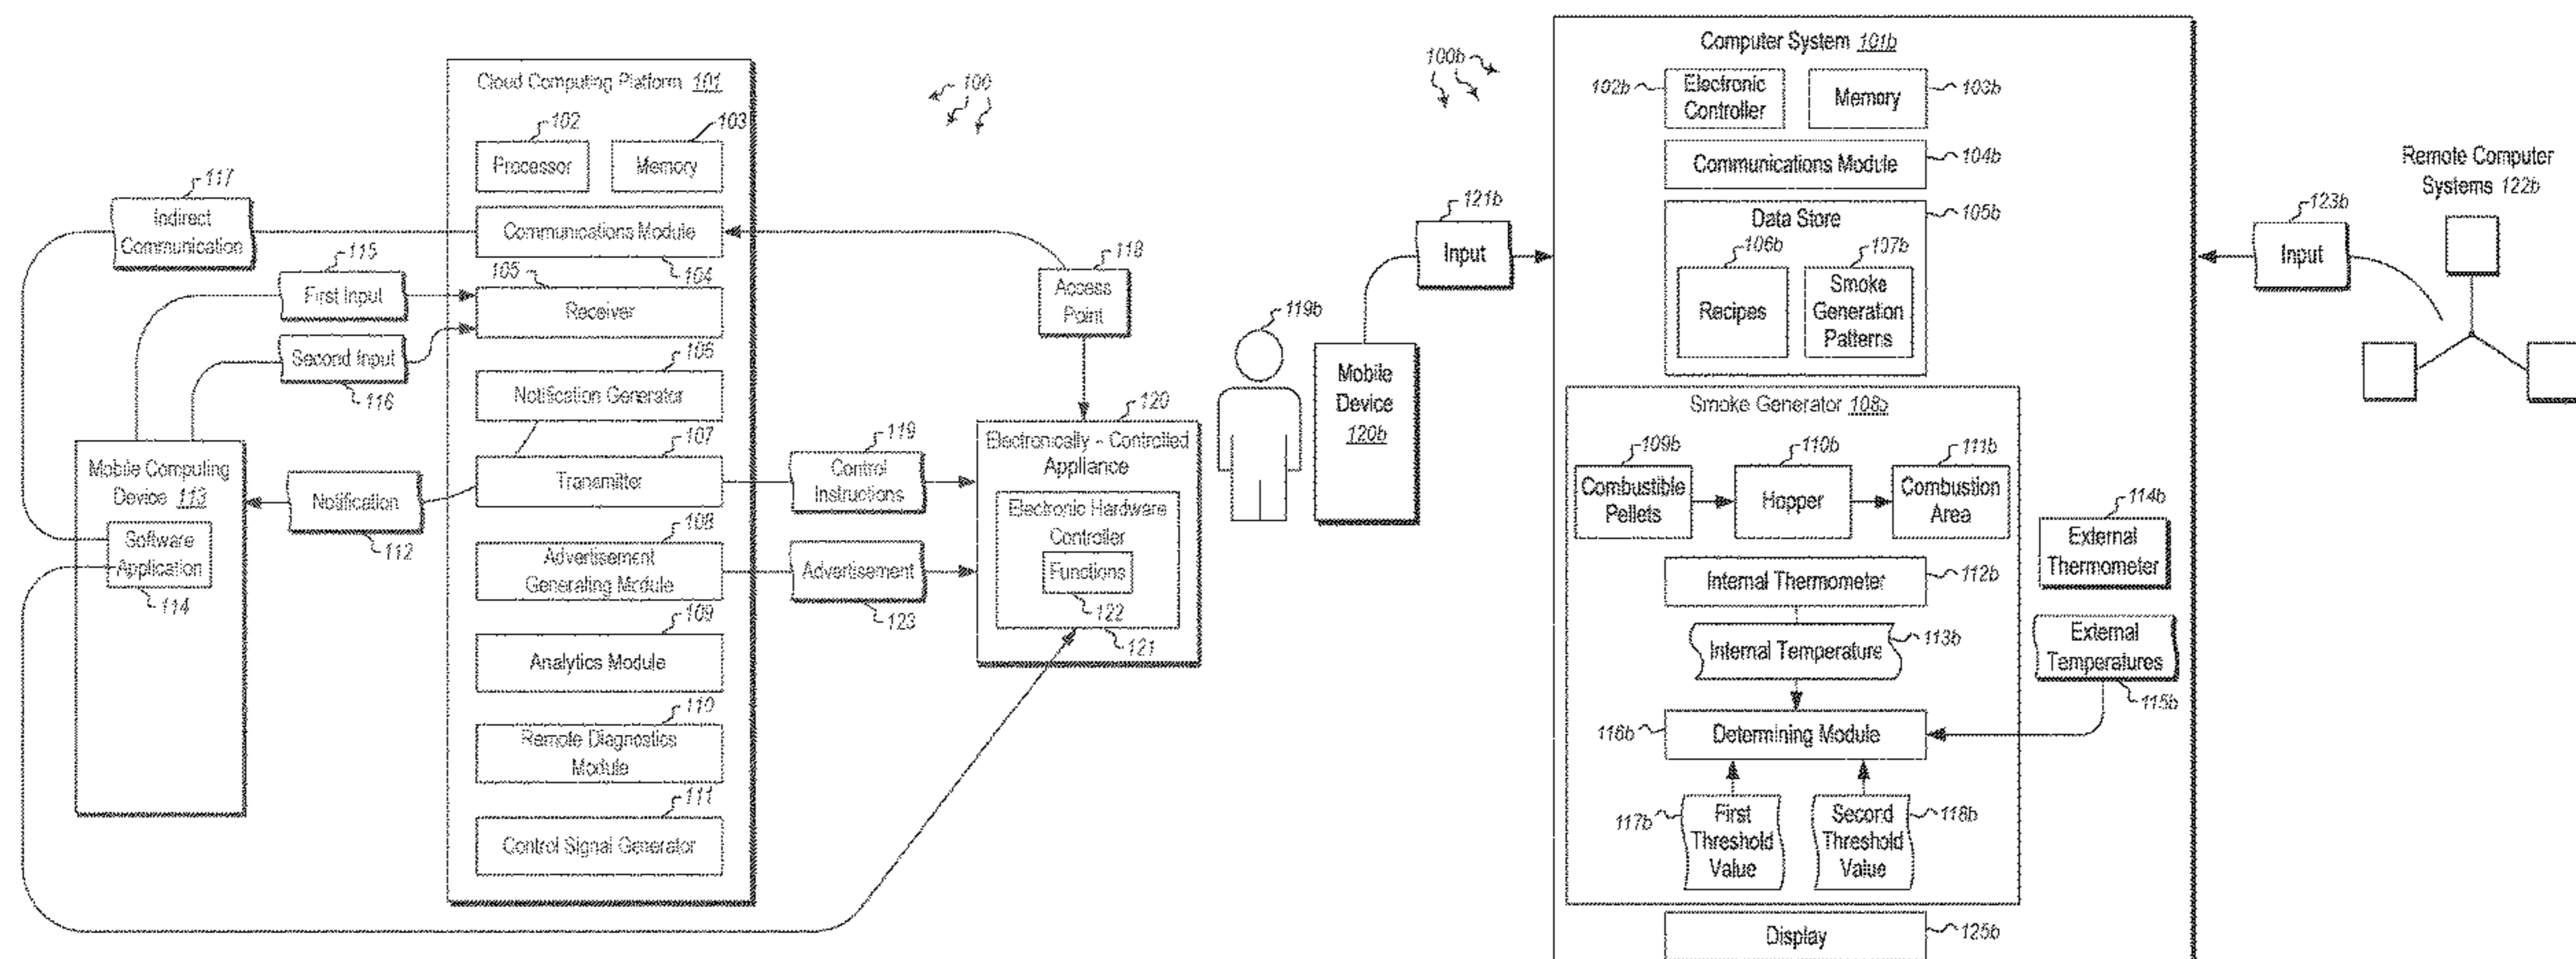 Cloud Computing Platform 101
102
103
Processor
Memory
117
Indirect
Communication
Communications Module
104
115
First Input
105
Receiver
Second Input
116
106
Notification Generator
107
Transmitter
Mobile Computing
Device 113
Notification
112
Software
Application
114
108
Advertisement
Generating Module
109
Analytics Module
110
Remote Diagnostics
Module
111
Control Signal Generator
100
118
Access
Point
119
Control
Instructions
Advertisement
123
120
Electronically - Controlled
Appliance
Electronic Hardware
Controller
Functions
122
121
100b
119b
Mobile
Device
120b
121b
Input
Computer System 101b
102b
Electronic
Controller
Memory
103b
Communications Module
104b
Data Store
105b
106b
Recipes
107b
Smoke
Generation
Patterns
Smoke Generator 108b
109b
Combustible
Pellets
110b
Hopper
111b
Combustion
Area
Internal Thermometer
112b
Internal Temperature
113b
114b
External
Thermometer
External
Temperatures
115b
116b
Determining Module
117b
First
Threshold
Value
Second
Threshold
Value
118b
Display
125b
123b
Input
Remote Computer
Systems 122b